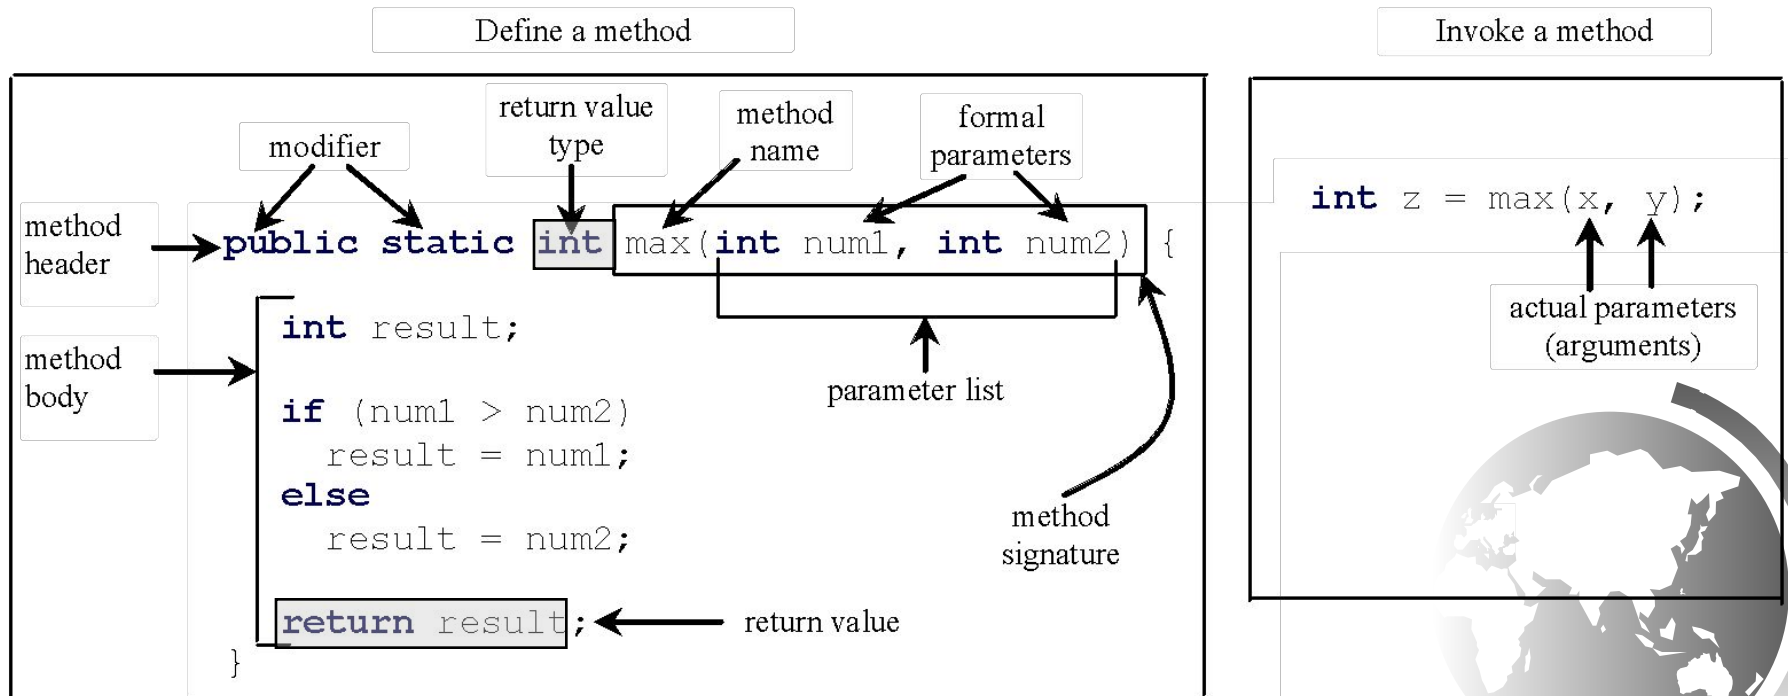 Define a method
Invoke a method
modifier
return value
type
method
name
formal
parameters
method
header
public static int max(int num1, int num2) {
int z = max(x, y);
actual parameters
(arguments)
method
body
int result;
parameter list
if (num1 > num2)
result = num1;
else
result = num2;
method
signature
return result;
return value
}